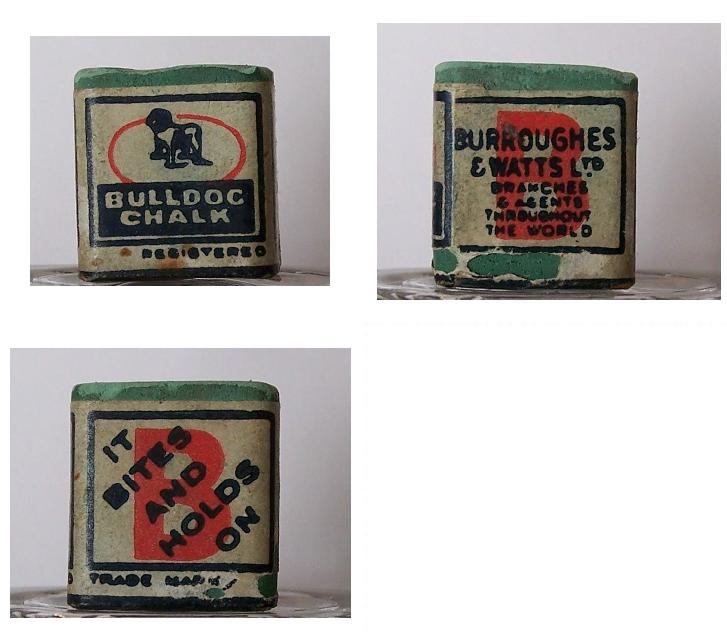 BULLDOG
CHALK
REGISTERED
BURROUGHES
& WATTS LTD
BRANCHES
& AGENTS
THROUGHOUT
THE WORLD
IT
BITES
AND
HOLDS
ON
TRADE MARK